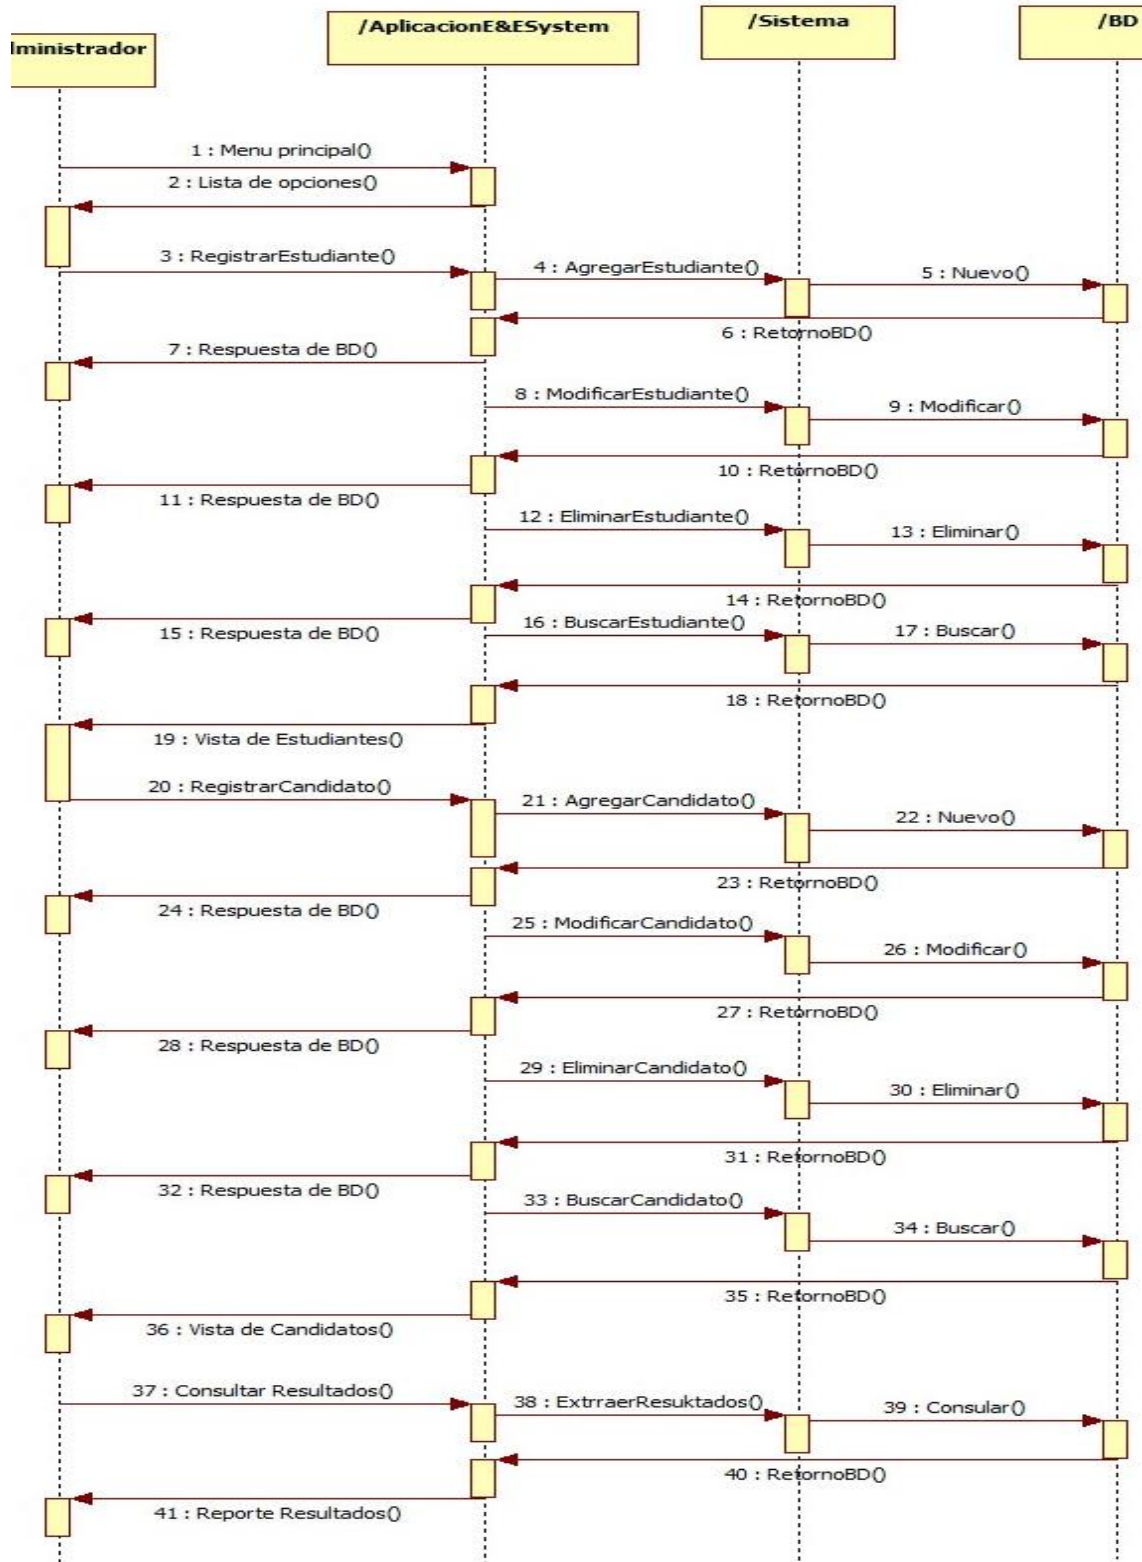 lministrador
/AplicacionE&ESystem
/Sistema
/BD
1 : Menu principal()
2 : Lista de opciones()
3 : RegistrarEstudiante()
4 : AgregarEstudiante()
5 : Nuevo()
6 : RetornoBD()
7 : Respuesta de BD()
8 : ModificarEstudiante()
9 : Modificar()
10 : RetornoBD()
11 : Respuesta de BD()
12 : EliminarEstudiante()
13 : Eliminar()
14 : RetornoBD()
15 : Respuesta de BD()
16 : BuscarEstudiante()
17 : Buscar()
18 : RetornoBD()
19 : Vista de Estudiantes()
20 : RegistrarCandidato()
21 : AgregarCandidato()
22 : Nuevo()
23 : RetornoBD()
24 : Respuesta de BD()
25 : ModificarCandidato()
26 : Modificar()
27 : RetornoBD()
28 : Respuesta de BD()
29 : EliminarCandidato()
30 : Eliminar()
31 : RetornoBD()
32 : Respuesta de BD()
33 : BuscarCandidato()
34 : Buscar()
35 : RetornoBD()
36 : Vista de Candidatos()
37 : Consultar Resultados()
38 : ExtrraerResuktados()
39 : Consular()
40 : RetornoBD()
41 : Reporte Resultados()